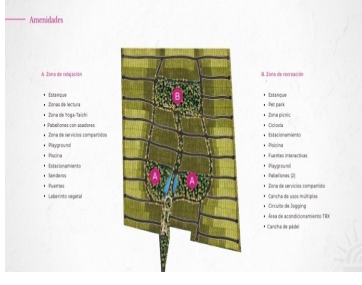 Amenidades
A. Zona de relajación
Estanque
Zonas de lectura
Zona de Yoga-Taichi
Pabellones con asadores
Zona de servicios compartidos
Playground
Piscina
Estacionamiento
Senderos
Puentes
Laberinto vegetal
B
A
A
B. Zona de recreación
Estanque
Pet park
Zona picnic
Ciclovía
Estacionamiento
Piscina
Fuentes interactivas
Playground
Pabellones (2)
Zona de servicios compartido
Cancha de usos múltiples
Circuito de Jogging
Área de acondicionamiento TRX
Cancha de pádel